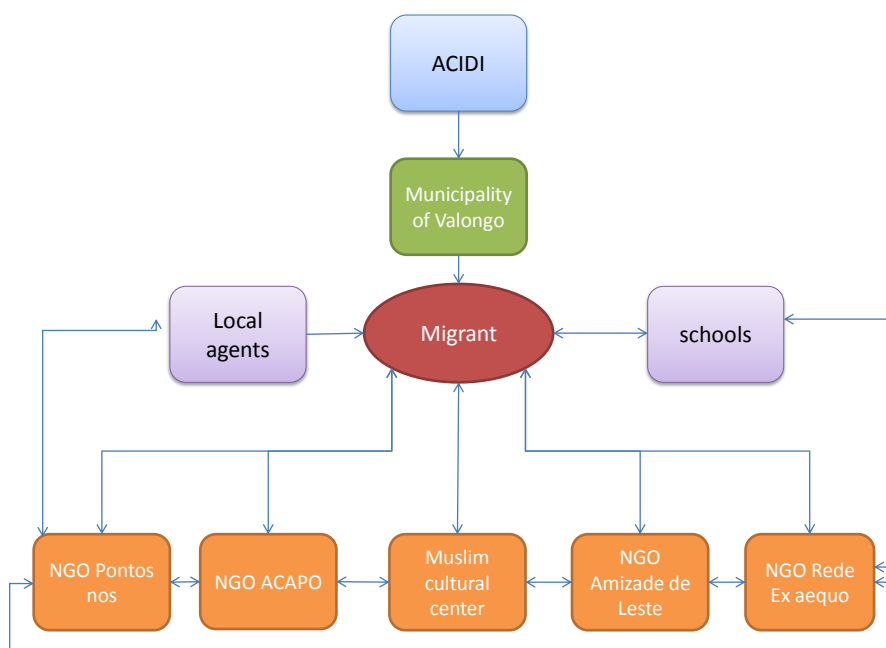 ACIDI
Municipality
of Valongo
Local
agents
Migrant
schools
NGO Pontos
nos
NGO ACAPO
Muslim
cultural
center
NGO
Amizade de
Leste
NGO Rede
Ex aequo